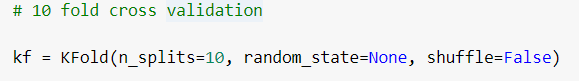 # 10 fold cross validation
kf = KFold(n_splits=10, random_state=None, shuffle=False)